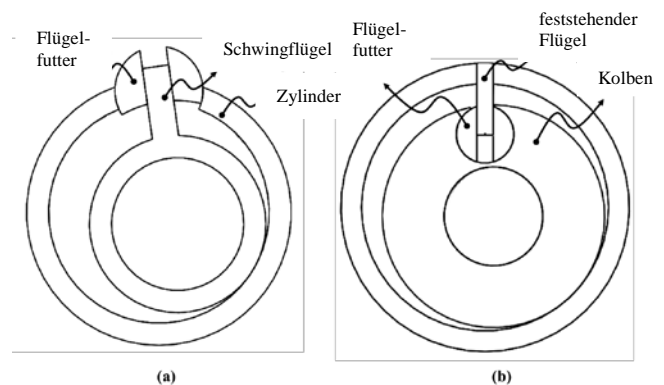 Flügel-
futter
Schwingflügel
Zylinder
(a)
Flügel-
futter
feststehender
Flügel
Kolben
(b)